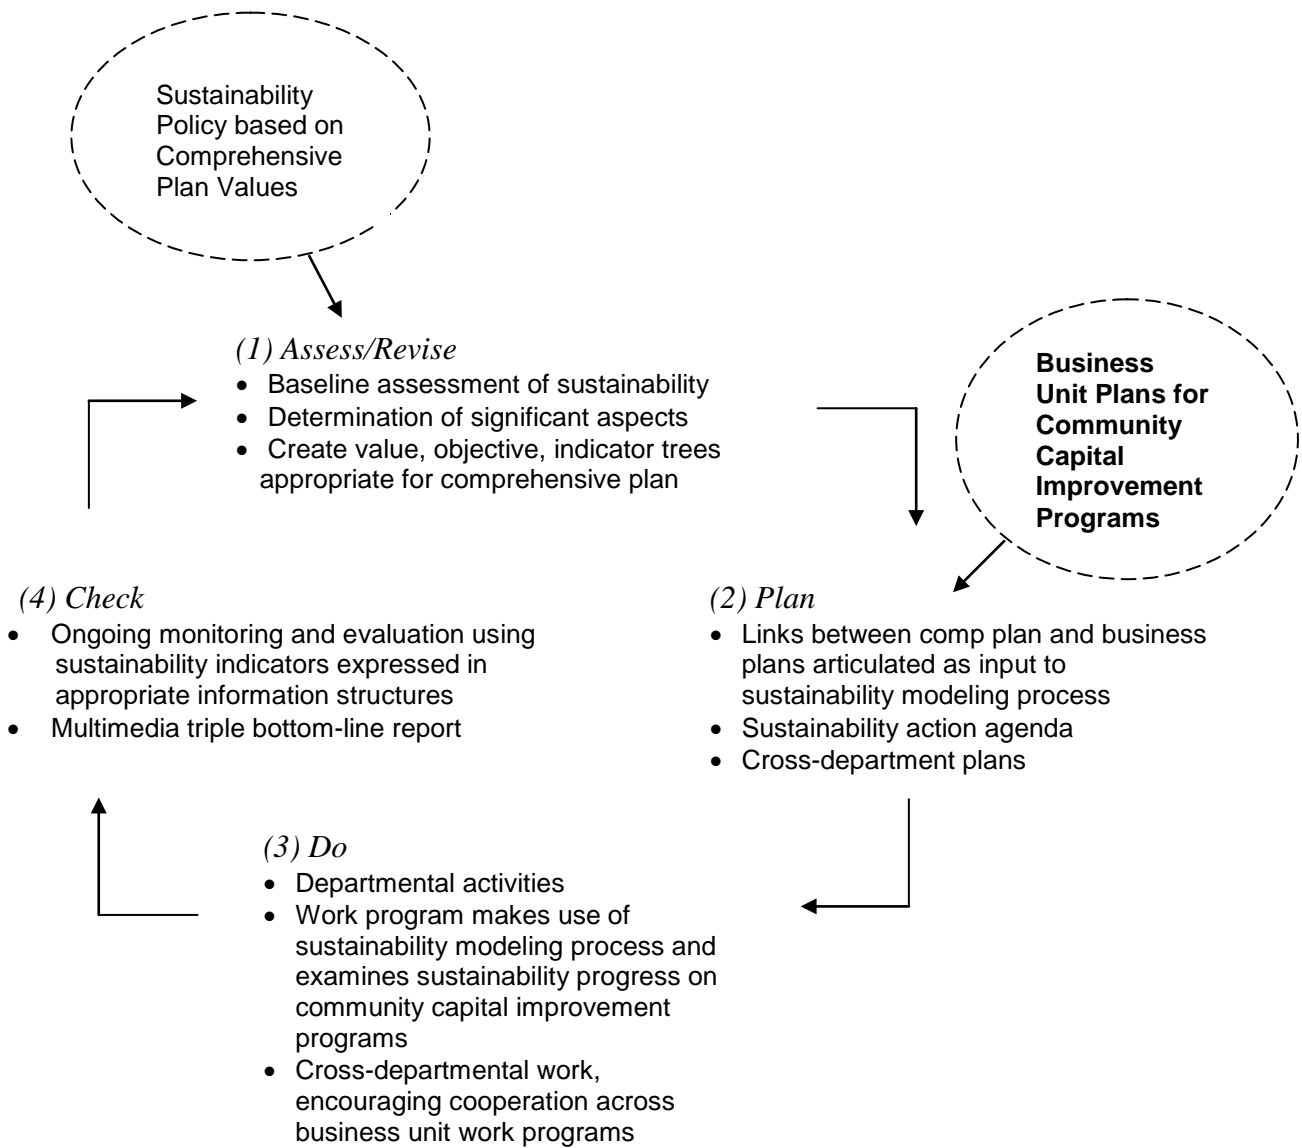 Sustainability
Policy based on
Comprehensive
Plan Values
(1) Assess/Revise
• Baseline assessment of sustainability
• Determination of significant aspects
• Create value, objective, indicator trees
appropriate for comprehensive plan
Business
Unit Plans for
Community
Capital
Improvement
Programs
(2) Plan
• Links between comp plan and business
plans articulated as input to
sustainability modeling process
• Sustainability action agenda
• Cross-department plans
(3) Do
• Departmental activities
• Work program makes use of
sustainability modeling process and
examines sustainability progress on
community capital improvement
programs
• Cross-departmental work,
encouraging cooperation across
business unit work programs
(4) Check
• Ongoing monitoring and evaluation using
sustainability indicators expressed in
appropriate information structures
• Multimedia triple bottom-line report